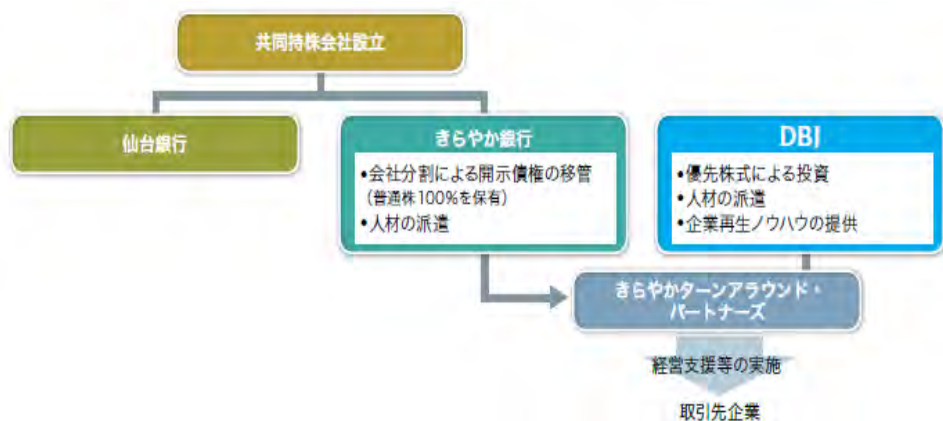 共同持株会社設立
仙台銀行
きらやか銀行
•会社分割による開示債権の移管
（普通株100%を保有）
•人材の派遣
DBJ
•優先株式による投資
•人材の派遣
•企業再生ノウハウの提供
きらやかターンアラウンド・
パートナーズ
経営支援等の実施
取引先企業